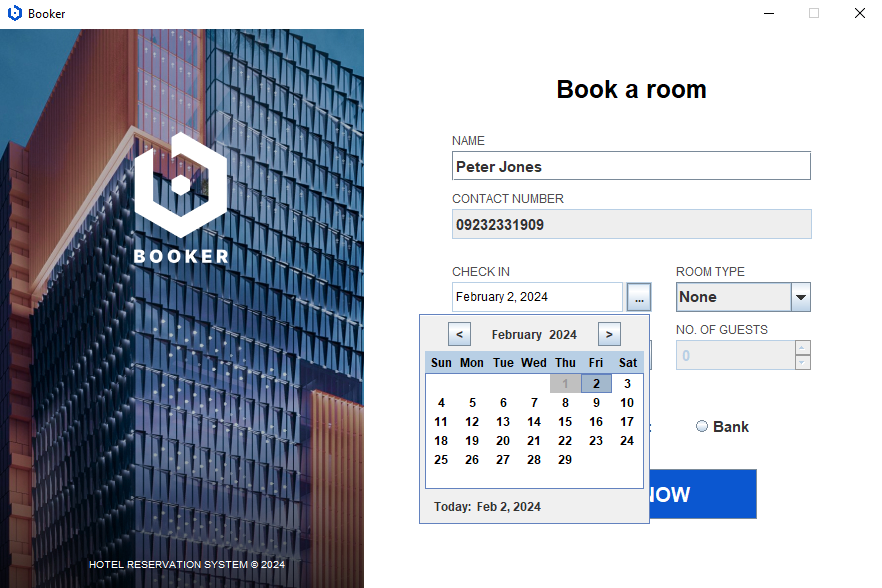 Booker
BOOKER
HOTEL RESERVATION SYSTEM © 2024
Book a room
NAME
Peter Jones
CONTACT NUMBER
09232331909
CHECK IN
February 2, 2024
...
ROOM TYPE
None
< February 2024 >
Sun Mon Tue Wed Thu Fri Sat
1 2 3
4 5 6 7 8 9 10
11 12 13 14 15 16 17
18 19 20 21 22 23 24
25 26 27 28 29
Today: Feb 2, 2024
NO. OF GUESTS
0
Bank
NOW